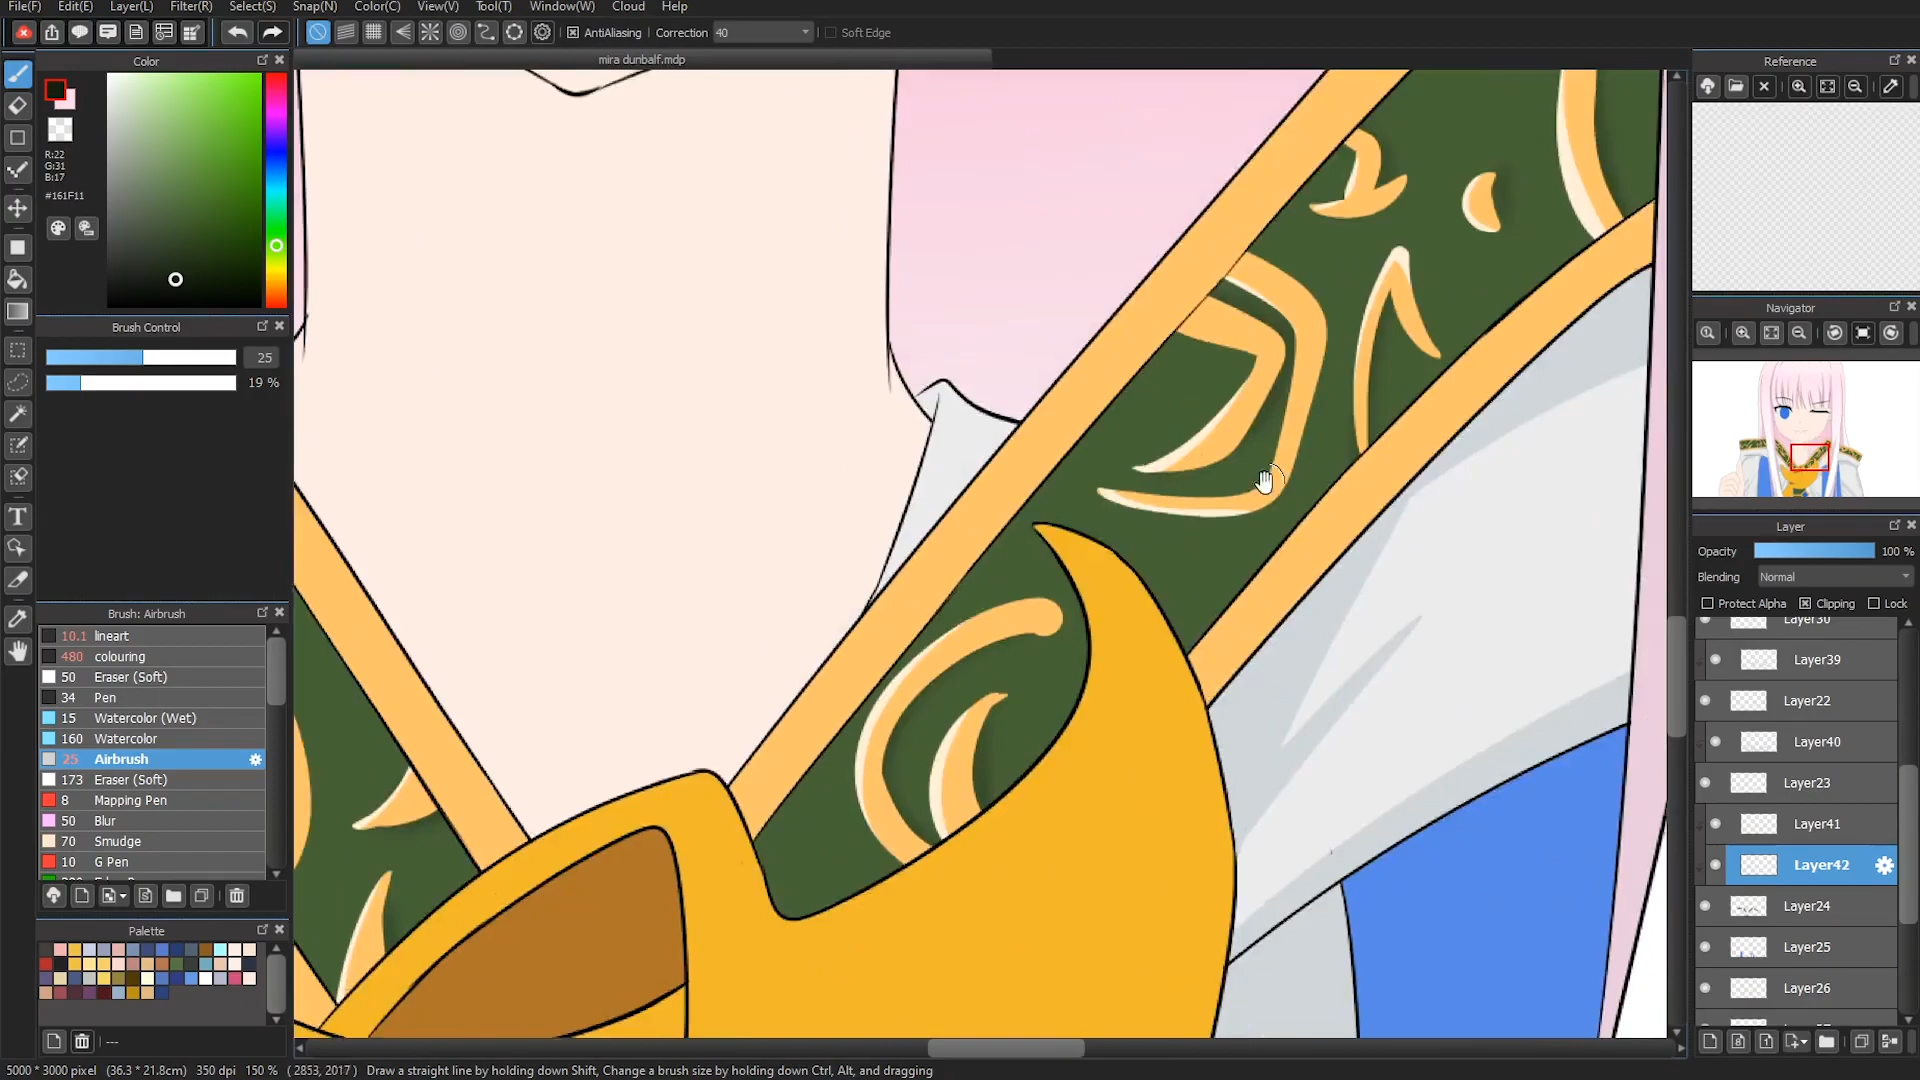 File(F) Edit(E) Layer(L) Filter(R) Select(S) Snap(N) Color(C) View(V) Tool(T) Window(W) Cloud Help
AntiAliasing Correction 40 Soft Edge
mira dunbalf.mdp
Color
R:22
G:31
B:17
#161F11
Brush Control
25
19 %
Brush: Airbrush
10.1 lineart
480 colouring
50 Eraser (Soft)
34 Pen
15 Watercolor (Wet)
160 Watercolor
25 Airbrush
173 Eraser (Soft)
8 Mapping Pen
50 Blur
70 Smudge
10 G Pen
Palette
---
T
Reference
Navigator
Layer
Opacity 100 %
Blending Normal
Protect Alpha Clipping Lock
Layer30
Layer39
Layer22
Layer40
Layer23
Layer41
Layer42
Layer24
Layer25
Layer26
5000 * 3000 pixel (36.3 * 21.8cm) 350 dpi 150 % ( 2853, 2017 ) Draw a straight line by holding down Shift, Change a brush size by holding down Ctrl, Alt, and dragging